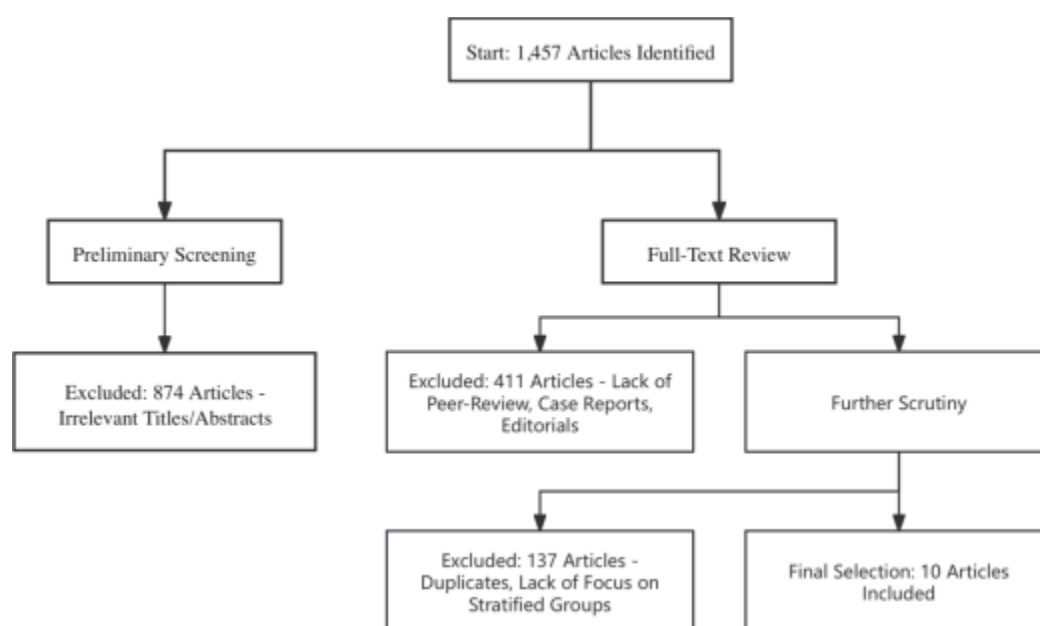 Start: 1,457 Articles Identified
Preliminary Screening
Full-Text Review
Excluded: 874 Articles -
Irrelevant Titles/Abstracts
Excluded: 411 Articles - Lack of
Peer-Review, Case Reports,
Editorials
Further Scrutiny
Excluded: 137 Articles -
Duplicates, Lack of Focus on
Stratified Groups
Final Selection: 10 Articles
Included